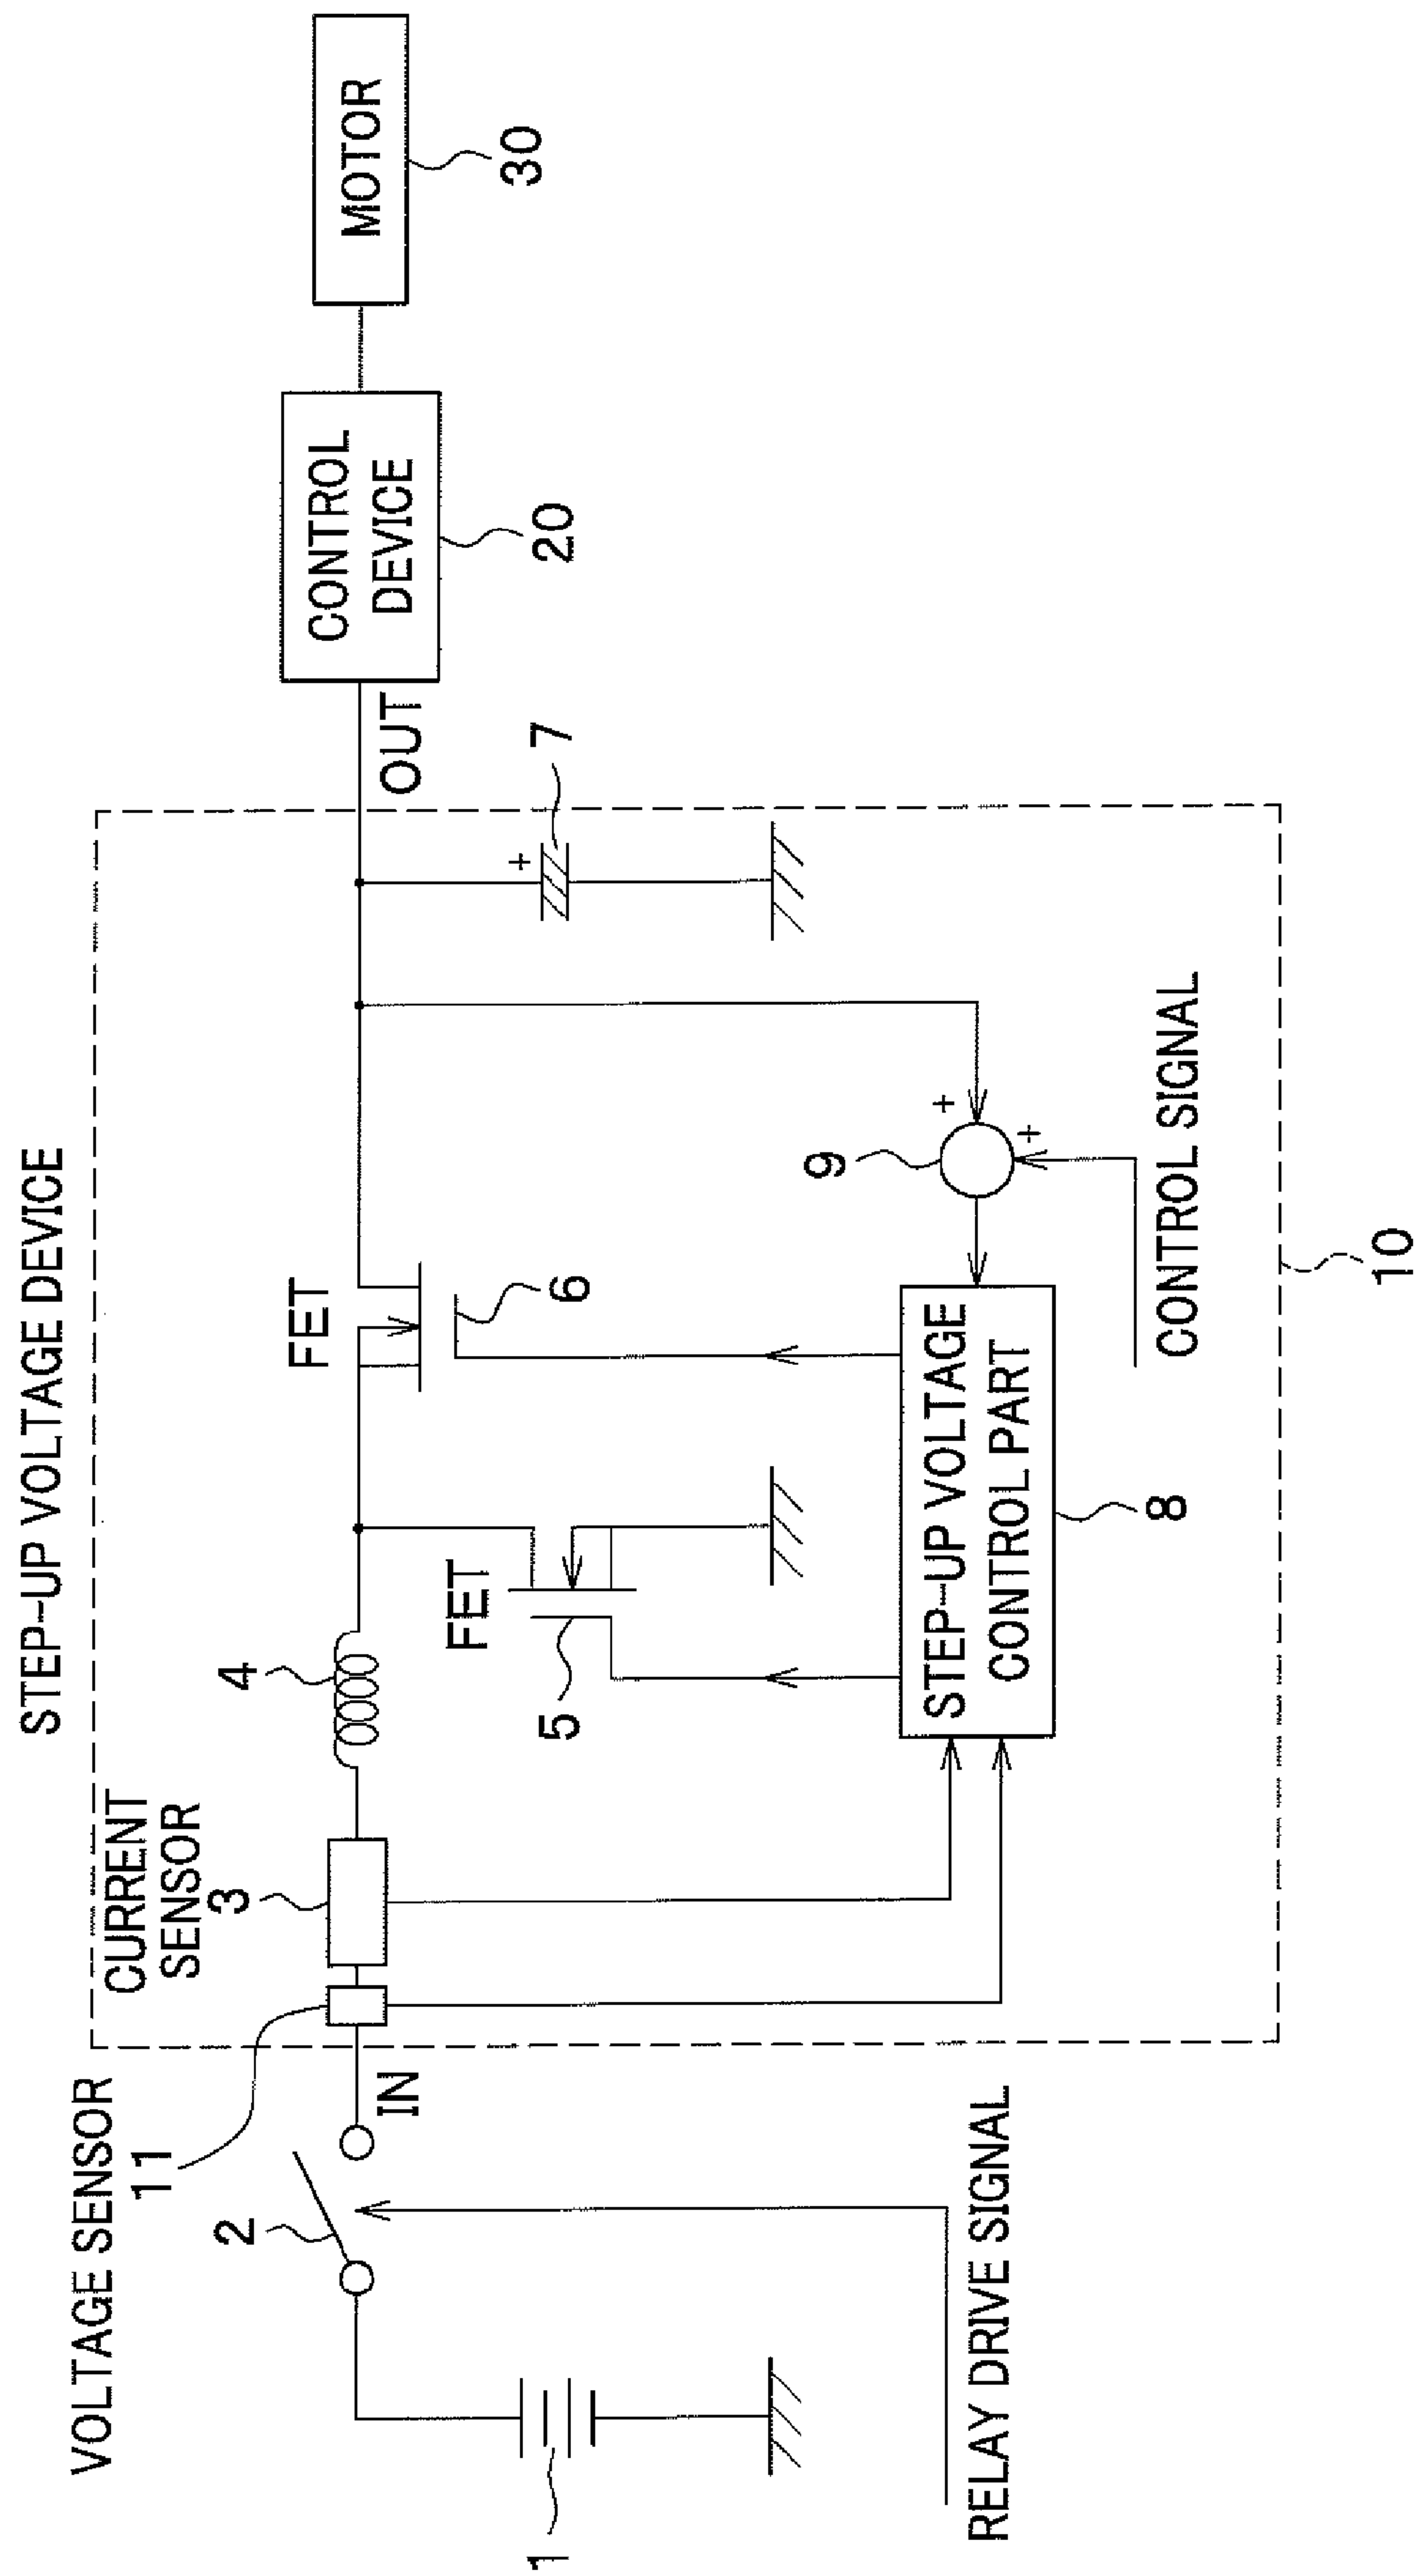 STEP-UP VOLTAGE DEVICE
VOLTAGE SENSOR
11
CURRENT
SENSOR
3
2
4
FET
MOTOR
30
CONTROL
DEVICE
20
IN
OUT
FET
5
6
7
+
1
9
+
+
STEP-UP VOLTAGE
CONTROL PART
8
RELAY DRIVE SIGNAL
CONTROL SIGNAL
10